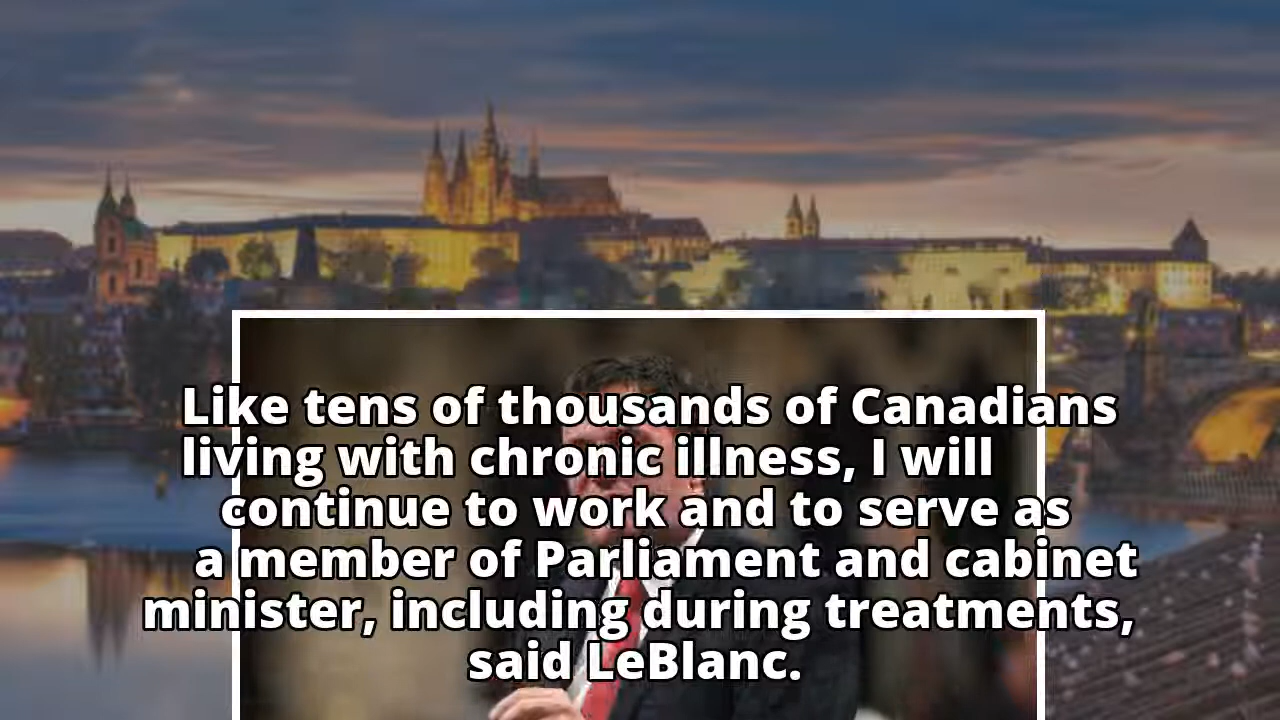 Like tens of thousands of Canadians
living with chronic illness, I will
continue to work and to serve as
a member of Parliament and cabinet
minister, including during treatments,
said LeBlanc.